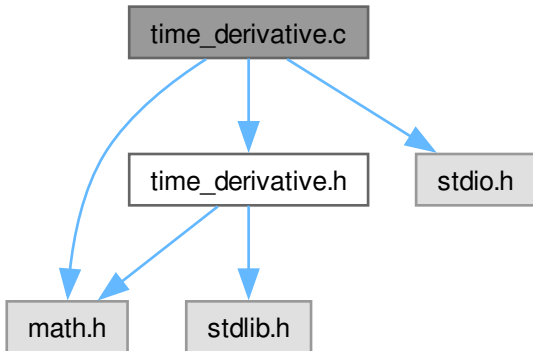 time_derivative.c
time_derivative.h
stdio.h
math.h
stdlib.h